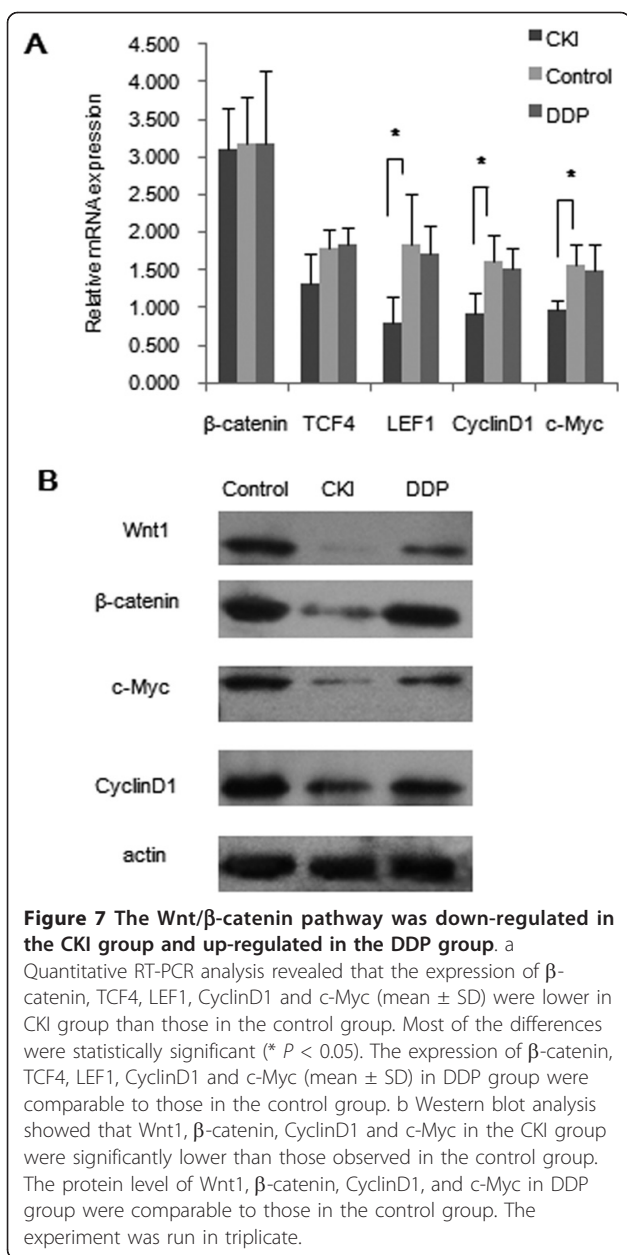 A
CKI
Control
DDP
4.500
4.000
3.500
3.000
2.500
2.000
1.500
1.000
0.500
0.000
Relative mRNA expression
*
*
*
β-catenin TCF4 LEF1 CyclinD1 c-Myc
B
Control CKI DDP
Wnt1
β-catenin
c-Myc
CyclinD1
actin
Figure 7 The Wnt/β-catenin pathway was down-regulated in
the CKI group and up-regulated in the DDP group. a
Quantitative RT-PCR analysis revealed that the expression of β-
catenin, TCF4, LEF1, CyclinD1 and c-Myc (mean ± SD) were lower in
CKI group than those in the control group. Most of the differences
were statistically significant (* P < 0.05). The expression of β-catenin,
TCF4, LEF1, CyclinD1 and c-Myc (mean ± SD) in DDP group were
comparable to those in the control group. b Western blot analysis
showed that Wnt1, β-catenin, CyclinD1 and c-Myc in the CKI group
were significantly lower than those observed in the control group.
The protein level of Wnt1, β-catenin, CyclinD1, and c-Myc in DDP
group were comparable to those in the control group. The
experiment was run in triplicate.